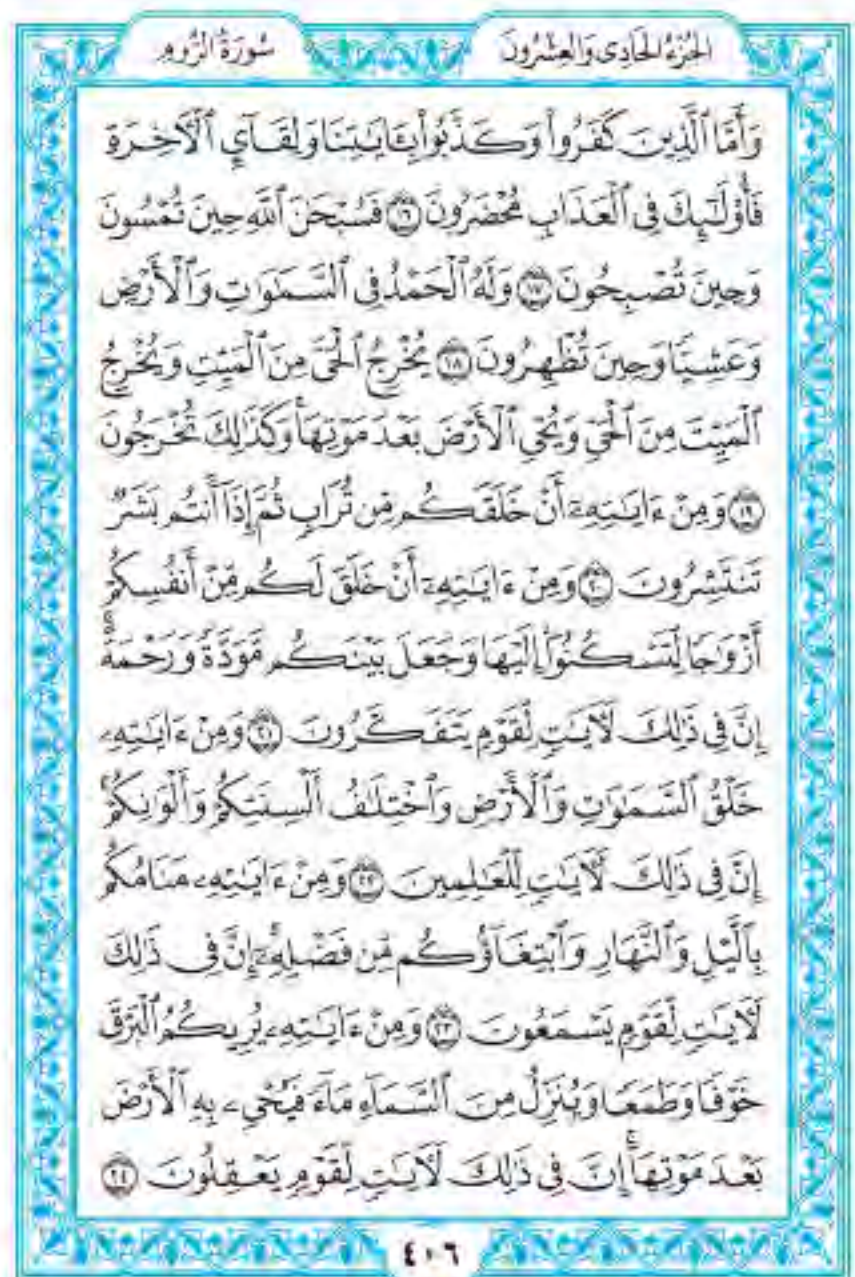 الجُزْءُ الحَادِى وَالعِشْرُونَ
سُورَةُ الرُّومِ
وَأَمَّا ٱلَّذِينَ كَفَرُواْ وَكَذَّبُواْ بِـَٔايَٰتِنَا وَلِقَآيِٕ ٱلْأٓخِرَةِ
فَأُوْلَٰٓئِكَ فِى ٱلْعَذَابِ مُحْضَرُونَ ١٦ فَسُبْحَٰنَ ٱللَّهِ حِينَ تُمْسُونَ
وَحِينَ تُصْبِحُونَ ١٧ وَلَهُ ٱلْحَمْدُ فِى ٱلسَّمَٰوَٰتِ وَٱلْأَرْضِ
وَعَشِيًّا وَحِينَ تُظْهِرُونَ ١٨ يُخْرِجُ ٱلْحَىَّ مِنَ ٱلْمَيِّتِ وَيُخْرِجُ
ٱلْمَيِّتَ مِنَ ٱلْحَىِّ وَيُحْىِ ٱلْأَرْضَ بَعْدَ مَوْتِهَا ۚ وَكَذَٰلِكَ تُخْرَجُونَ
١٩ وَمِنْ ءَايَٰتِهِۦٓ أَنْ خَلَقَكُم مِّن تُرَابٍ ثُمَّ إِذَآ أَنتُم بَشَرٌ
تَنتَشِرُونَ ٢٠ وَمِنْ ءَايَٰتِهِۦٓ أَنْ خَلَقَ لَكُم مِّنْ أَنفُسِكُمْ
أَزْوَٰجًا لِّتَسْكُنُوٓاْ إِلَيْهَا وَجَعَلَ بَيْنَكُم مَّوَدَّةً وَرَحْمَةً ۚ
إِنَّ فِى ذَٰلِكَ لَأٓيَٰتٍ لِّقَوْمٍ يَتَفَكَّرُونَ ٢١ وَمِنْ ءَايَٰتِهِۦ
خَلْقُ ٱلسَّمَٰوَٰتِ وَٱلْأَرْضِ وَٱخْتِلَٰفُ أَلْسِنَتِكُمْ وَأَلْوَٰنِكُمْ ۚ
إِنَّ فِى ذَٰلِكَ لَأٓيَٰتٍ لِّلْعَٰلِمِينَ ٢٢ وَمِنْ ءَايَٰتِهِۦ مَنَامُكُم
بِٱلَّيْلِ وَٱلنَّهَارِ وَٱبْتِغَآؤُكُم مِّن فَضْلِهِۦٓ ۚ إِنَّ فِى ذَٰلِكَ
لَأٓيَٰتٍ لِّقَوْمٍ يَسْمَعُونَ ٢٣ وَمِنْ ءَايَٰتِهِۦ يُرِيكُمُ ٱلْبَرْقَ
خَوْفًا وَطَمَعًا وَيُنَزِّلُ مِنَ ٱلسَّمَآءِ مَآءً فَيُحْىِۦ بِهِ ٱلْأَرْضَ
بَعْدَ مَوْتِهَآ ۚ إِنَّ فِى ذَٰلِكَ لَأٓيَٰتٍ لِّقَوْمٍ يَعْقِلُونَ ٢٤
٤٠٦